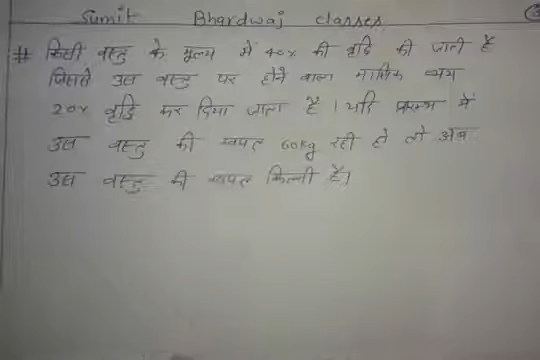 Sumit Bhardwaj classes
# किसी वस्तु के मूल्य में 40% की वृद्धि की जाती है
जिससे उस वस्तु पर होने वाला मासिक व्यय
20% वृद्धि कर दिया जाता है । यदि प्रारम्भ में
उस वस्तु की खपत 60kg रही हो तो अब
उस वस्तु की खपत कितनी है।